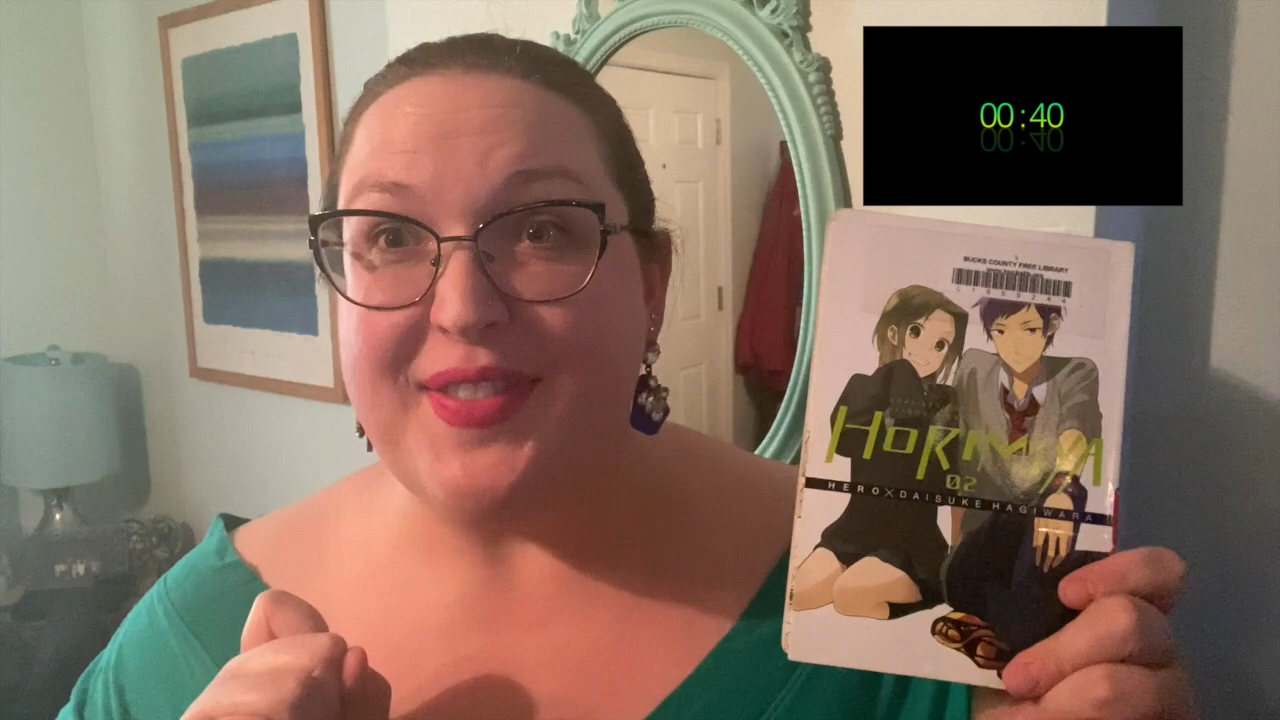 00:40
BUCKS COUNTY FREE LIBRARY
HORIMIYA
02
HERO X DAISUKE HAGIWARA